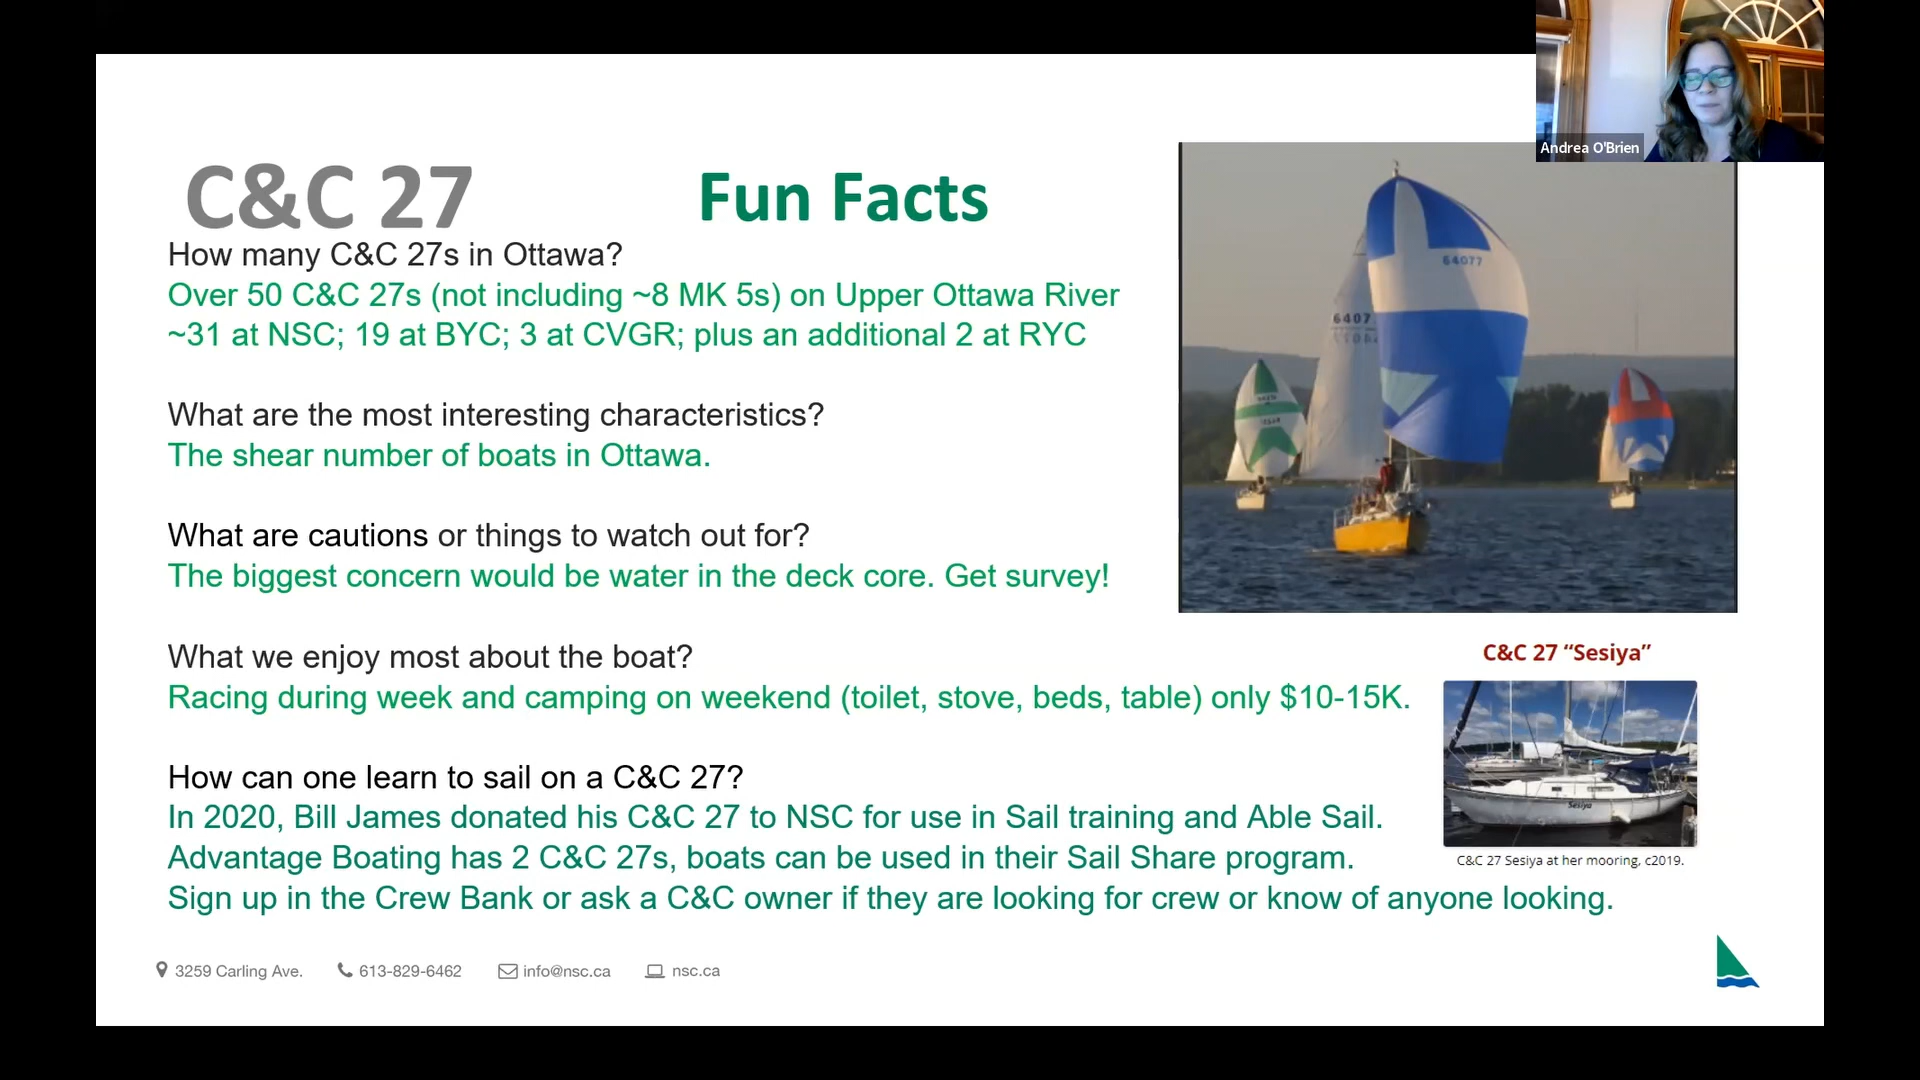 Andrea O'Brien
C&C 27
Fun Facts
How many C&C 27s in Ottawa?
Over 50 C&C 27s (not including ~8 MK 5s) on Upper Ottawa River
~31 at NSC; 19 at BYC; 3 at CVGR; plus an additional 2 at RYC
What are the most interesting characteristics?
The shear number of boats in Ottawa.
What are cautions or things to watch out for?
The biggest concern would be water in the deck core. Get survey!
What we enjoy most about the boat?
Racing during week and camping on weekend (toilet, stove, beds, table) only $10-15K.
How can one learn to sail on a C&C 27?
In 2020, Bill James donated his C&C 27 to NSC for use in Sail training and Able Sail.
Advantage Boating has 2 C&C 27s, boats can be used in their Sail Share program.
Sign up in the Crew Bank or ask a C&C owner if they are looking for crew or know of anyone looking.
64077
6407
C&C 27 “Sesiya”
Sesiya
C&C 27 Sesiya at her mooring, c2019.
3259 Carling Ave.
613-829-6462
info@nsc.ca
nsc.ca